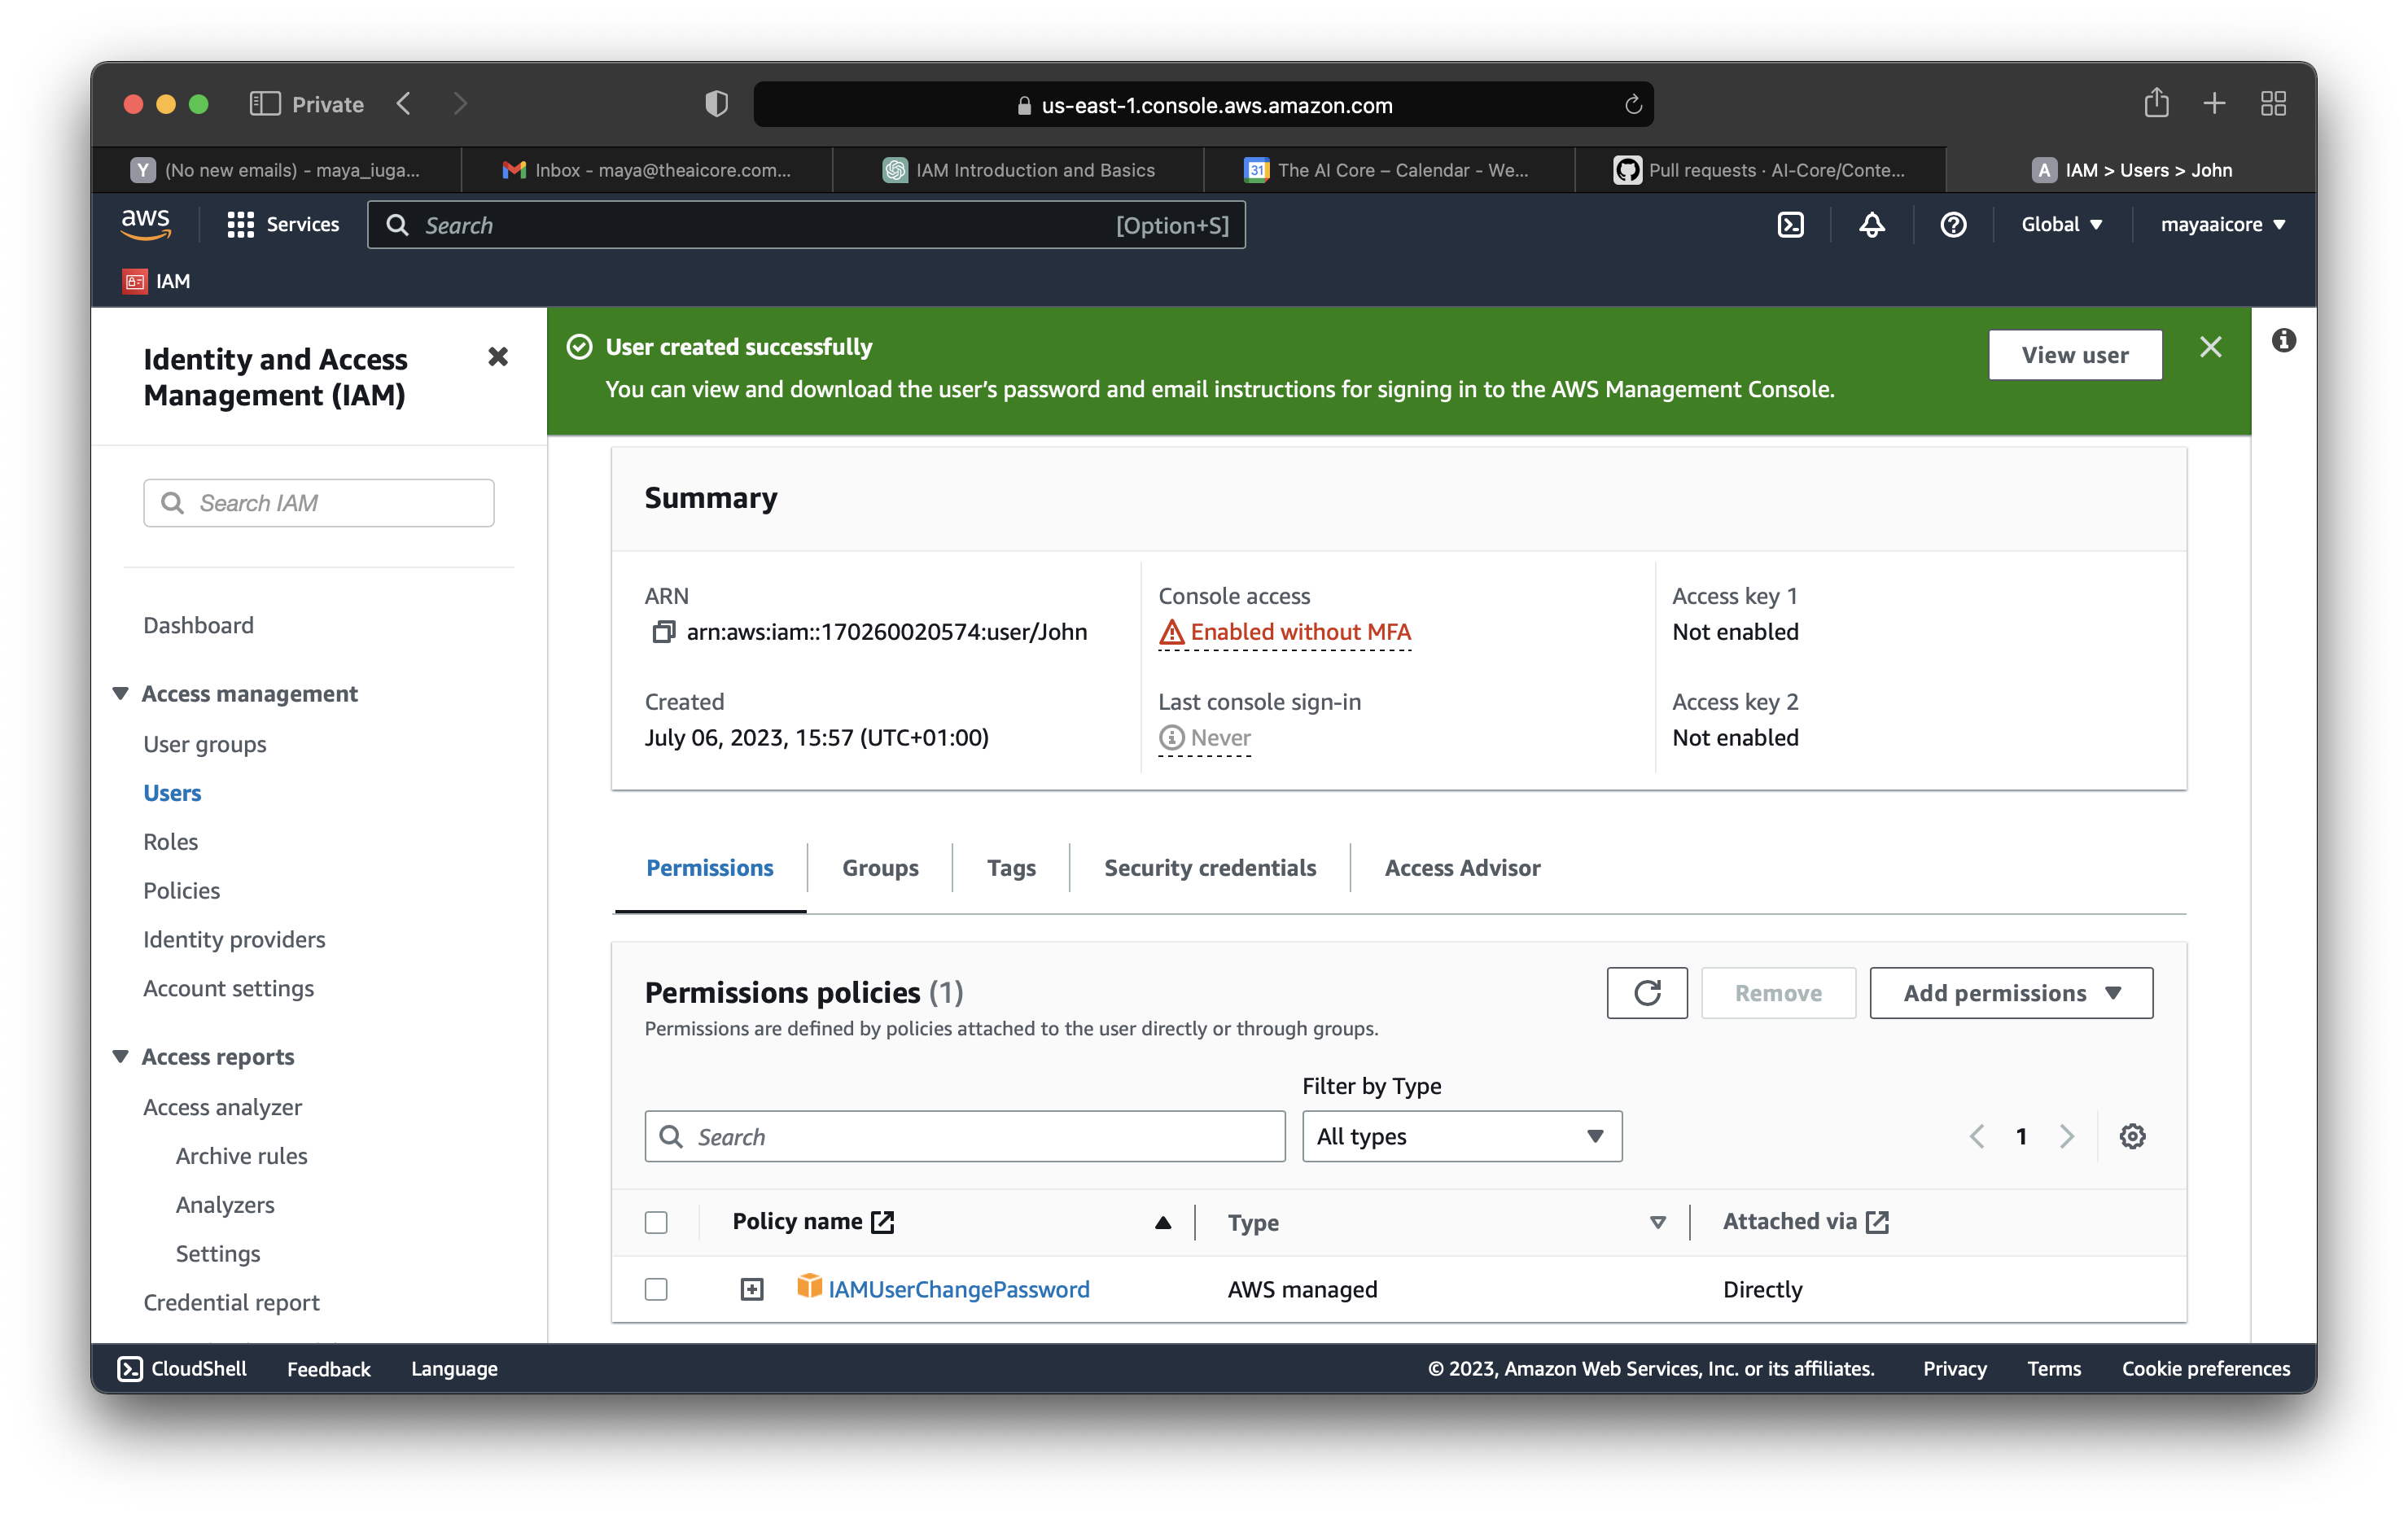 Private
us-east-1.console.aws.amazon.com
Y (No new emails) - maya_iuga...
Inbox - maya@theaicore.com...
IAM Introduction and Basics
31 The AI Core – Calendar - We...
Pull requests · AI-Core/Conte...
A IAM > Users > John
aws
Services
Search [Option+S]
Global
mayaaicore
IAM
Identity and Access
Management (IAM)
Search IAM
Dashboard
Access management
User groups
Users
Roles
Policies
Identity providers
Account settings
Access reports
Access analyzer
Archive rules
Analyzers
Settings
Credential report
User created successfully
You can view and download the user’s password and email instructions for signing in to the AWS Management Console.
View user
Summary
ARN
arn:aws:iam::170260020574:user/John
Console access
Enabled without MFA
Access key 1
Not enabled
Created
July 06, 2023, 15:57 (UTC+01:00)
Last console sign-in
Never
Access key 2
Not enabled
Permissions
Groups
Tags
Security credentials
Access Advisor
Permissions policies (1)
Permissions are defined by policies attached to the user directly or through groups.
Remove
Add permissions
Filter by Type
Search
All types
1
Policy name
Type
Attached via
IAMUserChangePassword
AWS managed
Directly
CloudShell
Feedback
Language
© 2023, Amazon Web Services, Inc. or its affiliates.
Privacy
Terms
Cookie preferences